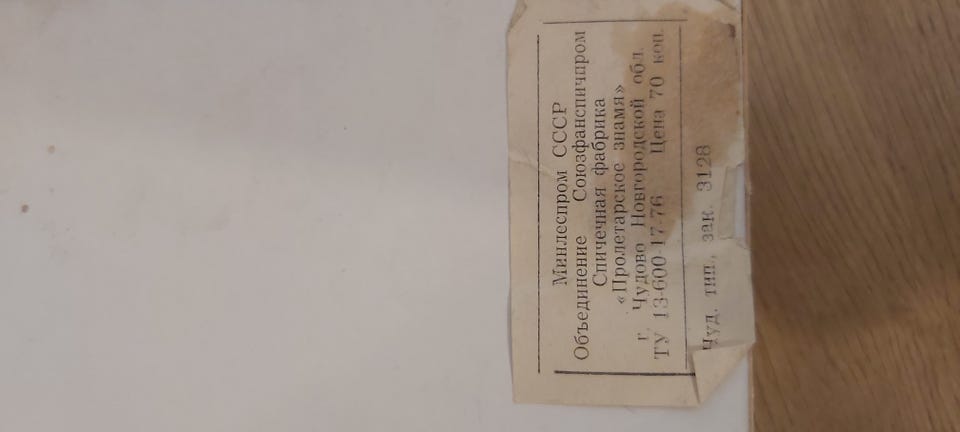 Минлеспром СССР
Объединение Союзфанспичпром
Спичечная фабрика
«Пролетарское знамя»
г. Чудово Новгородской обл.
ТУ 13-600-17-76 Цена 70 коп.
Чуд. тип., зак. 3128